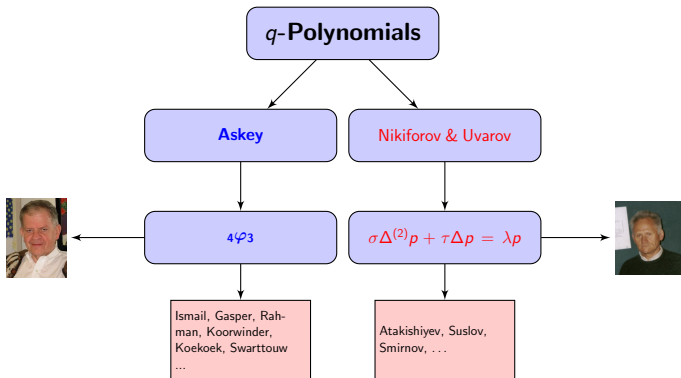 q-Polynomials
Askey
Nikiforov & Uvarov
₄φ₃
σΔ⁽²⁾p + τΔp = λp
Ismail, Gasper, Rah-
man, Koorwinder,
Koekoek, Swarttouw
...
Atakishiyev, Suslov,
Smirnov, ...